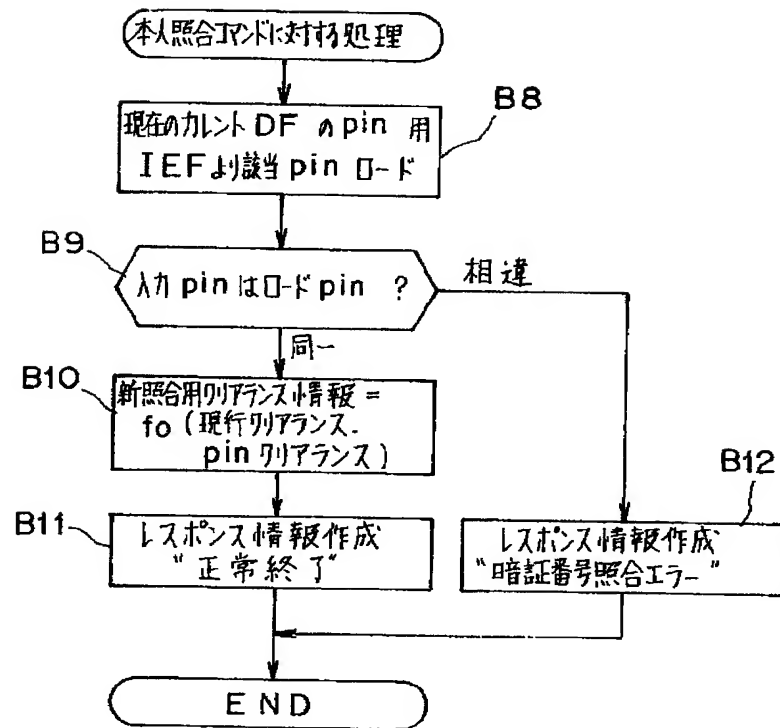 本人照合コマンドに対する処理
B8
現在のカレントDFのpin用
IEFより該当pinロード
B9
入力pinはロードpin ?
相違
同一
B10
新照合用クリアランス情報=
fo(現行クリアランス.
pinクリアランス)
B11
レスポンス情報作成
"正常終了"
B12
レスポンス情報作成
"暗証番号照合エラー"
END